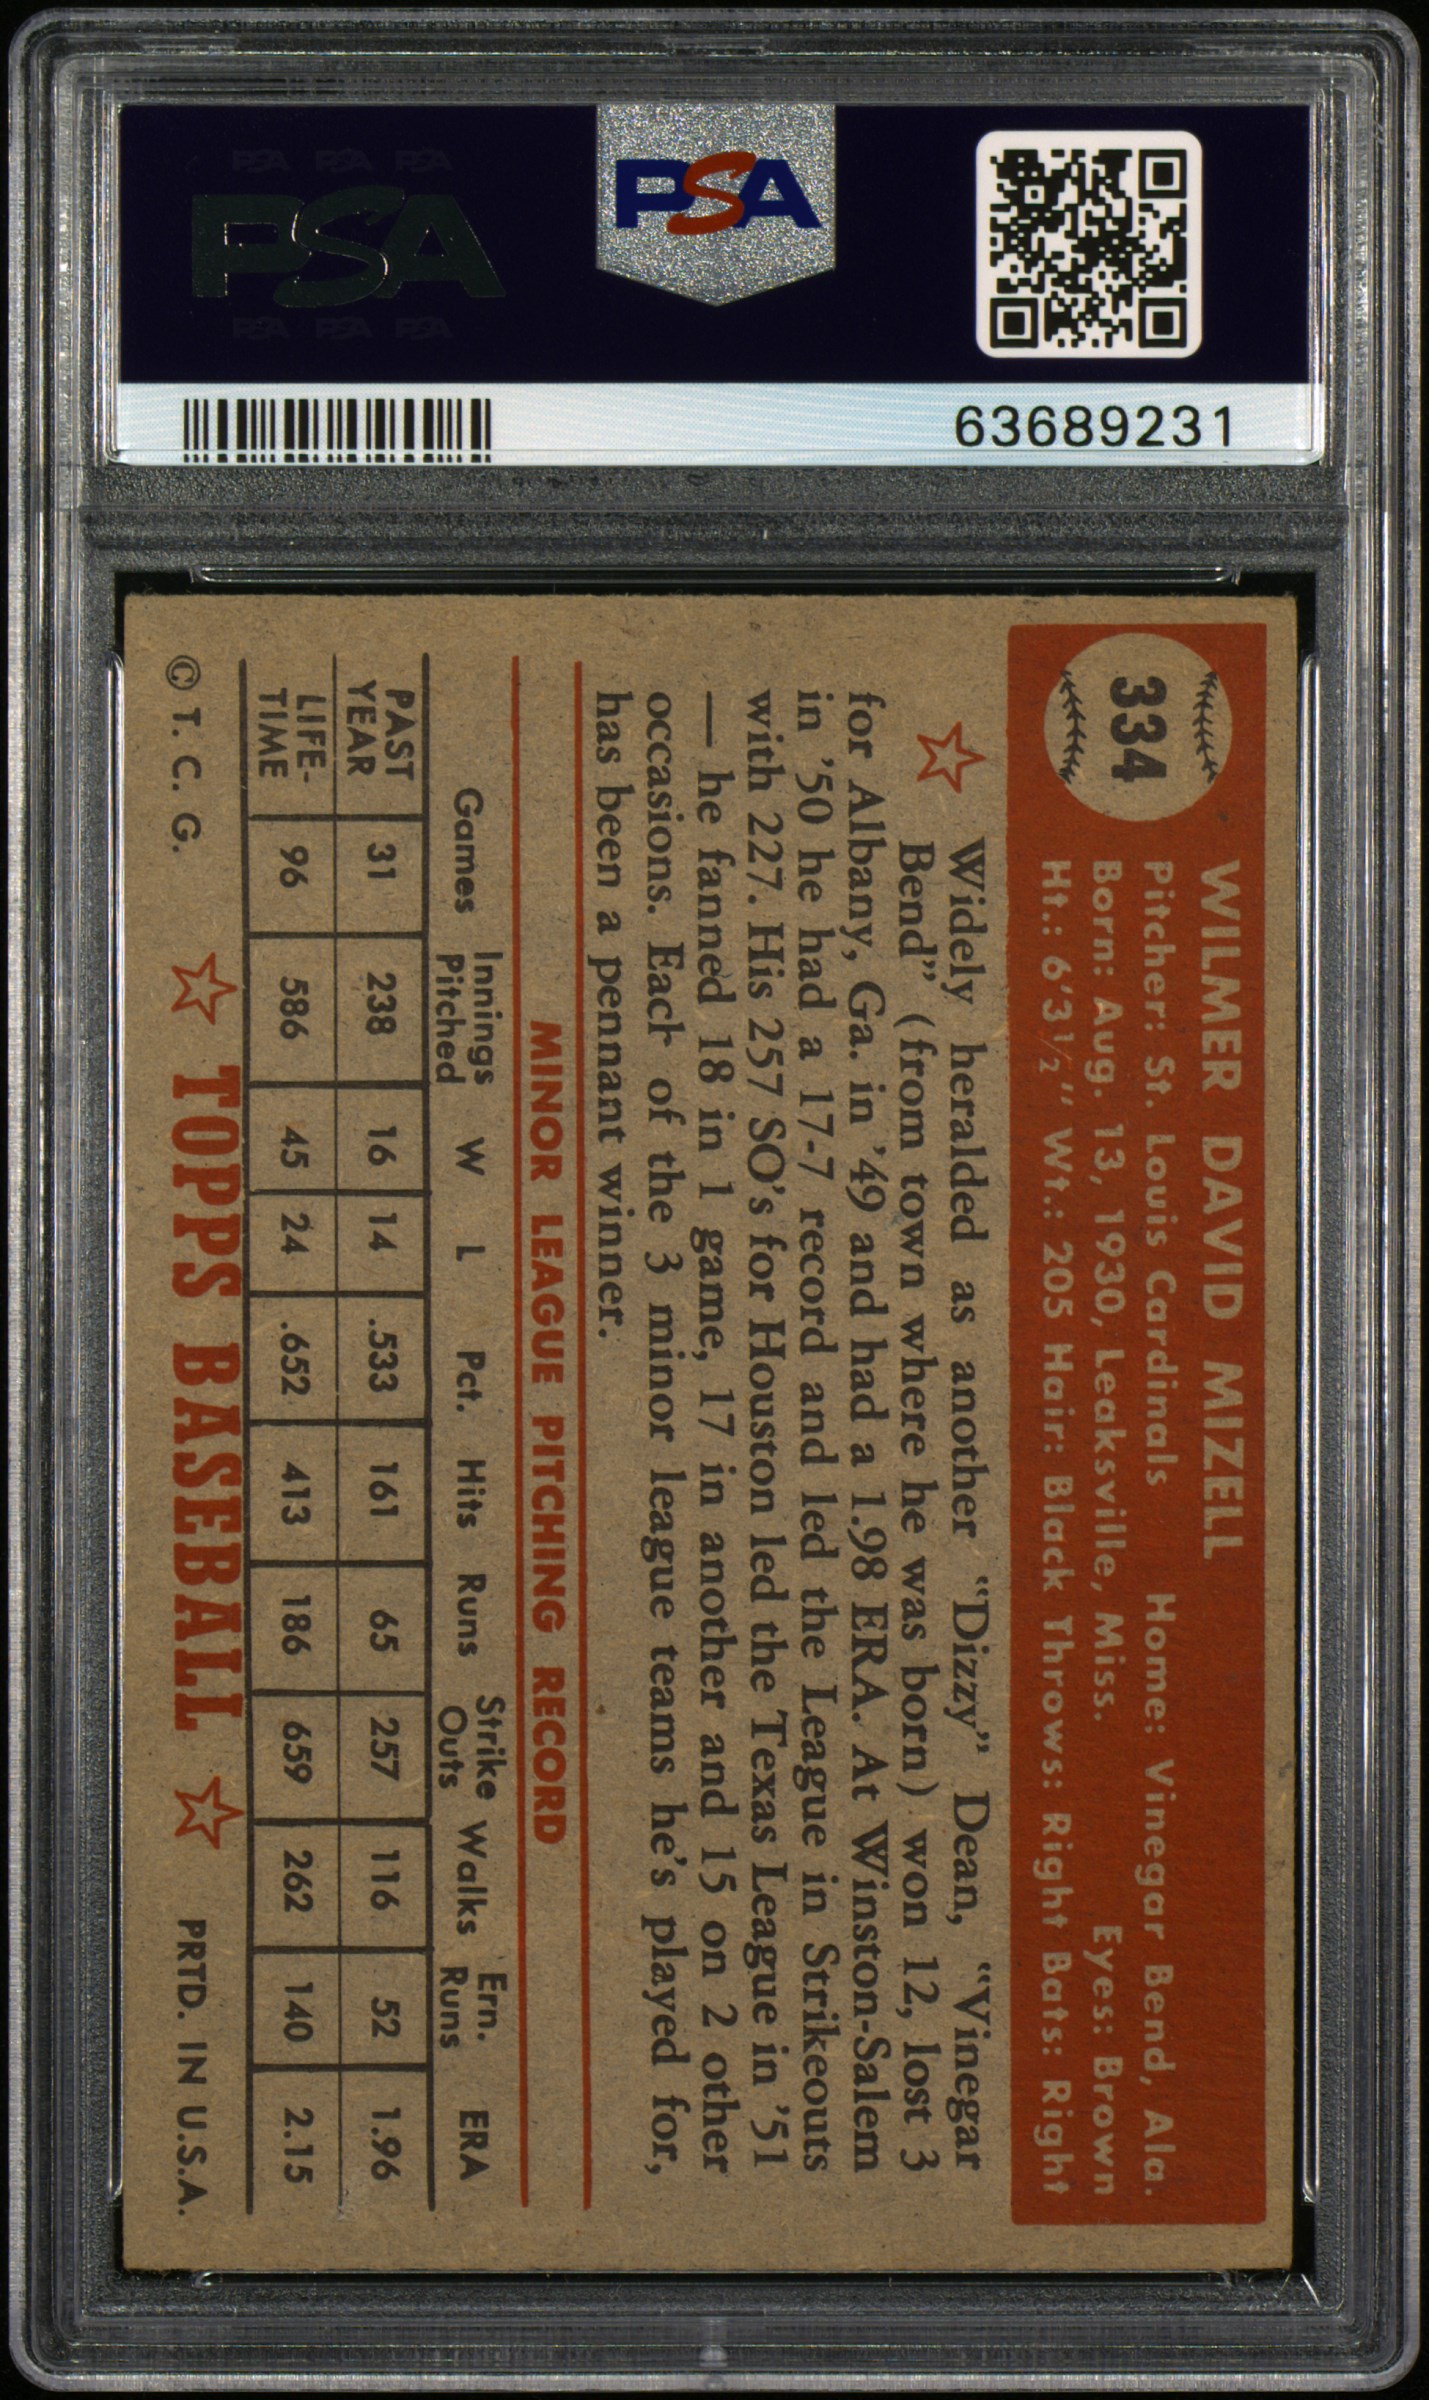 PSA PSA PSA
PSA
PSA PSA PSA
PSA
63689231
334
WILMER DAVID MIZELL
Pitcher: St. Louis Cardinals Home: Vinegar Bend, Ala.
Born: Aug. 13, 1930, Leaksville, Miss. Eyes: Brown
Ht.: 6'3½" Wt.: 205 Hair: Black Throws: Right Bats: Right
Widely heralded as another "Dizzy" Dean, "Vinegar
Bend" (from town where he was born) won 12, lost 3
for Albany, Ga. in '49 and had a 1.98 ERA. At Winston-Salem
in '50 he had a 17-7 record and led the League in Strikeouts
with 227. His 257 SO's for Houston led the Texas League in '51
— he fanned 18 in 1 game, 17 in another and 15 on 2 other
occasions. Each of the 3 minor league teams he's played for,
has been a pennant winner.
MINOR LEAGUE PITCHING RECORD
Games Innings Pitched W L Pct. Hits Runs Strike Outs Walks Ern. Runs ERA
PAST YEAR 31 238 16 14 .533 161 65 257 116 52 1.96
LIFE-TIME 96 586 45 24 .652 413 186 659 262 140 2.15
© T. C. G. TOPPS BASEBALL PRTD. IN U.S.A.